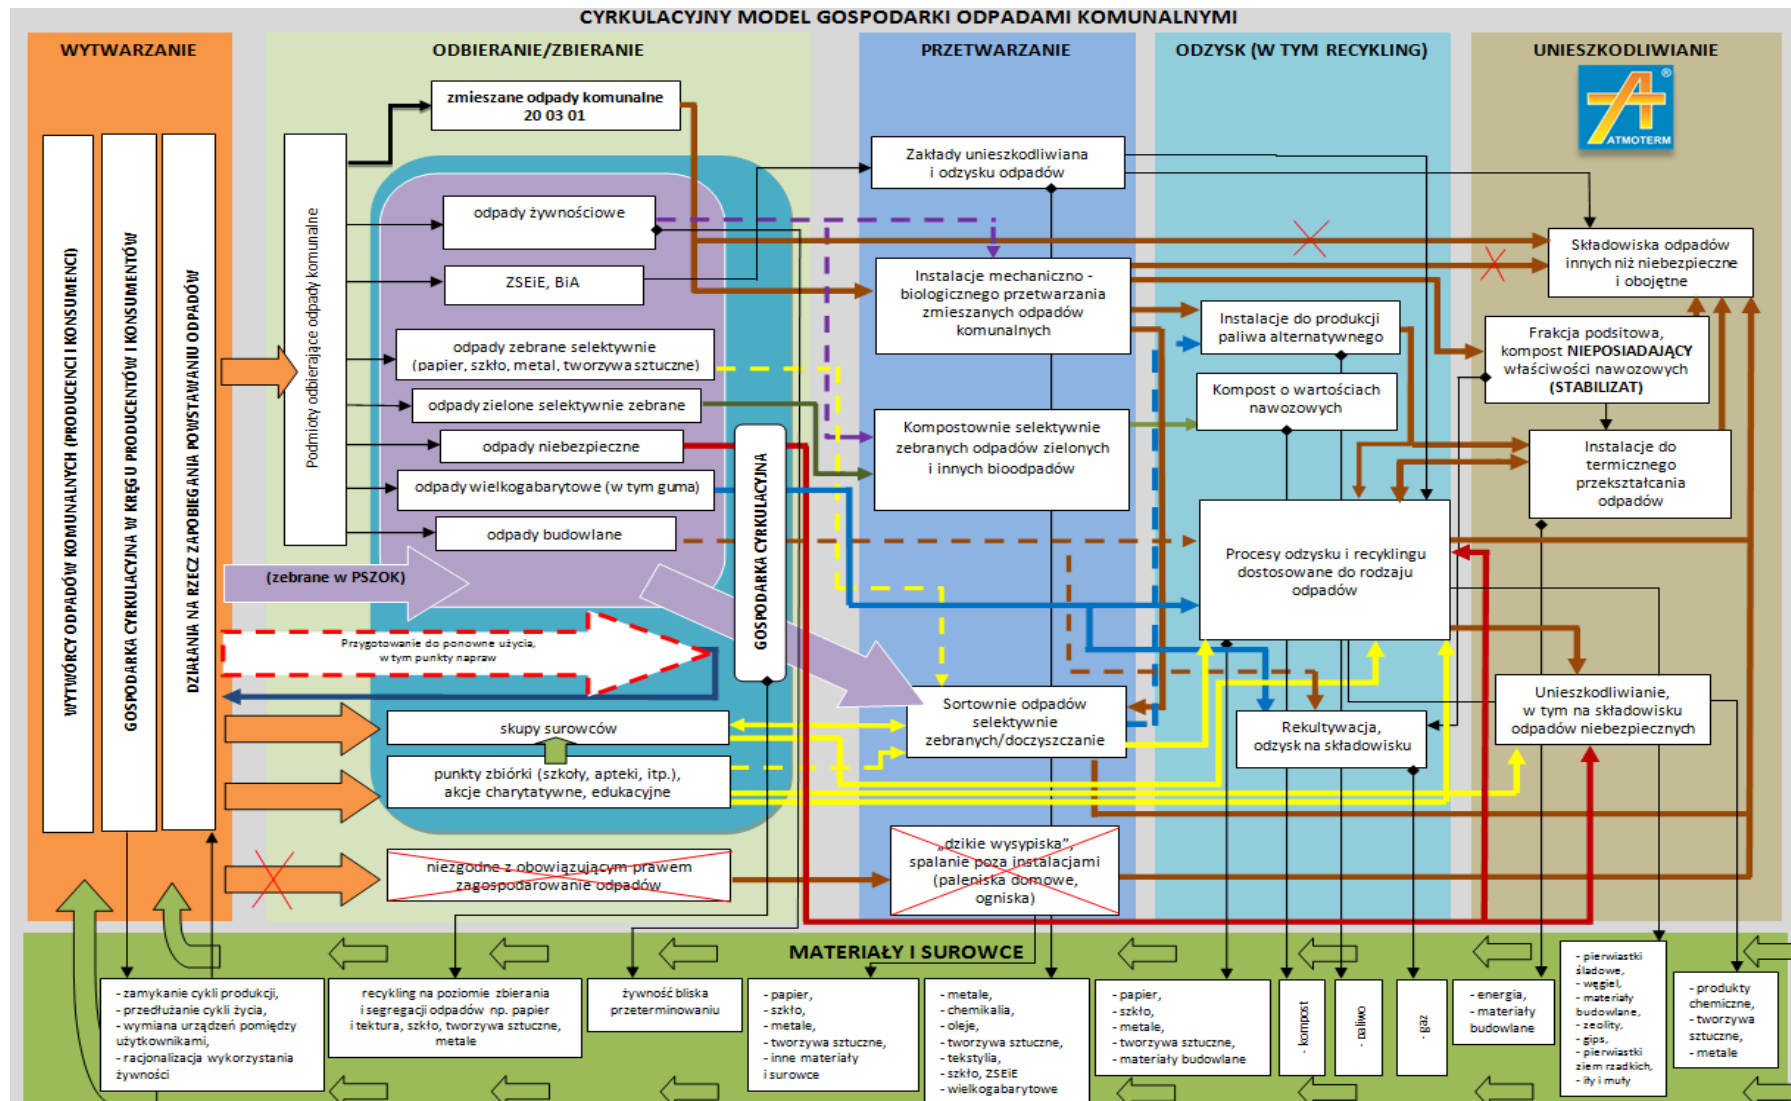 CYRKULACYJNY MODEL GOSPODARKI ODPADAMI KOMUNALNYMI
WYTWARZANIE
WYTWÓRCY ODPADÓW KOMUNALNYCH (PRODUCENCI I KONSUMENCI)
GOSPODARKA CYRKULACYJNA W KRĘGU PRODUCENTÓW I KONSUMENTÓW
DZIAŁANIA NA RZECZ ZAPOBIEGANIA POWSTAWANIU ODPADÓW
ODBIERANIE/ZBIERANIE
Podmioty odbierające odpady komunalne
zmieszane odpady komunalne
20 03 01
odpady żywnościowe
ZSEiE, BiA
odpady zebrane selektywnie
(papier, szkło, metal, tworzywa sztuczne)
odpady zielone selektywnie zebrane
odpady niebezpieczne
odpady wielkogabarytowe (w tym guma)
odpady budowlane
(zebrane w PSZOK)
GOSPODARKA CYRKULACYJNA
Przygotowanie do ponowne użycia,
w tym punkty napraw
skupy surowców
punkty zbiórki (szkoły, apteki, itp.),
akcje charytatywne, edukacyjne
niezgodne z obowiązującym prawem
zagospodarowanie odpadów
PRZETWARZANIE
Zakłady unieszkodliwiana
i odzysku odpadów
Instalacje mechaniczno -
biologicznego przetwarzania
zmieszanych odpadów
komunalnych
Kompostownie selektywnie
zebranych odpadów zielonych
i innych bioodpadów
Sortownie odpadów
selektywnie
zebranych/doczyszczanie
„dzikie wysypiska”,
spalanie poza instalacjami
(paleniska domowe,
ogniska)
ODZYSK (W TYM RECYKLING)
Instalacje do produkcji
paliwa alternatywnego
Kompost o wartościach
nawozowych
Procesy odzysku i recyklingu
dostosowane do rodzaju
odpadów
Rekultywacja,
odzysk na składowisku
UNIESZKODLIWIANIE
ATMOTERM
®
Składowiska odpadów
innych niż niebezpieczne
i obojętne
Frakcja podsitowa,
kompost NIEPOSIADAJĄCY
właściwości nawozowych
(STABILIZAT)
Instalacje do
termicznego
przekształcania
odpadów
Unieszkodliwianie,
w tym na składowisku
odpadów niebezpiecznych
MATERIAŁY I SUROWCE
- zamykanie cykli produkcji,
- przedłużanie cykli życia,
- wymiana urządzeń pomiędzy
użytkownikami,
- racjonalizacja wykorzystania
żywności
recykling na poziomie zbierania
i segregacji odpadów np. papier
i tektura, szkło, tworzywa sztuczne,
metale
żywność bliska
przeterminowaniu
- papier,
- szkło,
- metale,
- tworzywa sztuczne,
- inne materiały
i surowce
- metale,
- chemikalia,
- oleje,
- tworzywa sztuczne,
- tekstylia,
- szkło, ZSEiE
- wielkogabarytowe
- papier,
- szkło,
- metale,
- tworzywa sztuczne,
- materiały budowlane
- kompost
- paliwo
- gaz
- energia,
- materiały
budowlane
- pierwiastki
śladowe,
- węgiel,
- materiały
budowlane,
- zeolity,
- gips,
- pierwiastki
ziem rzadkich,
- iły i muły
- produkty
chemiczne,
- tworzywa
sztuczne,
- metale